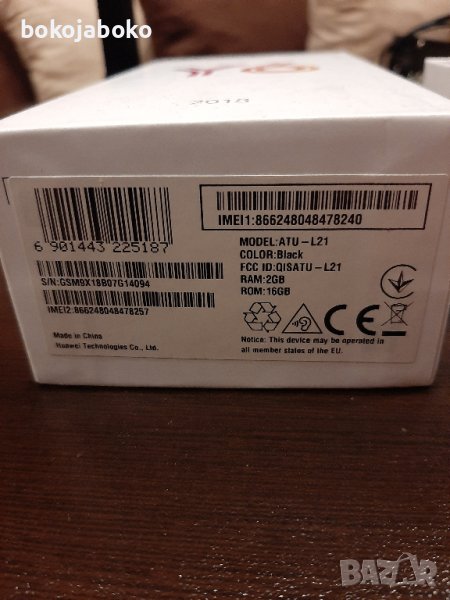 bokojaboko
2018
6 901443 225187
IMEI1:866248048478240
MODEL:ATU-L21
COLOR:Black
FCC ID:QISATU-L21
RAM:2GB
ROM:16GB
S/N:GSM9X18B07G14094
IMEI2:866248048478257
Made in China
Huawei Technologies Co., Ltd.
CE
Notice: This device may be operated in
all member states of the EU.
BAZAR